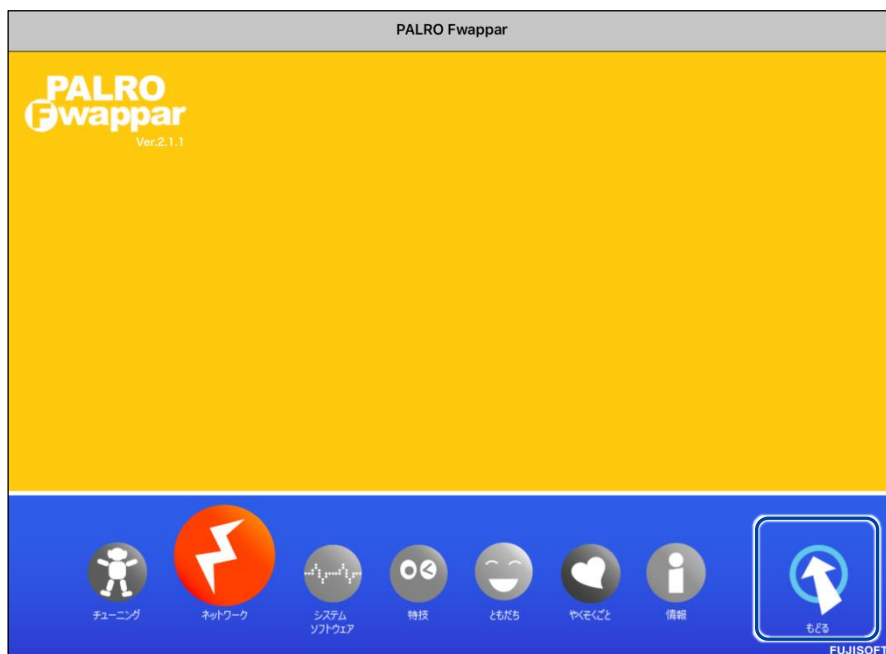 PALRO Fwappar
PALRO
Fwappar
Ver.2.1.1
チューニング
ネットワーク
システム
ソフトウェア
特技
ともだち
やくそくごと
情報
もどる
FUJISOFT